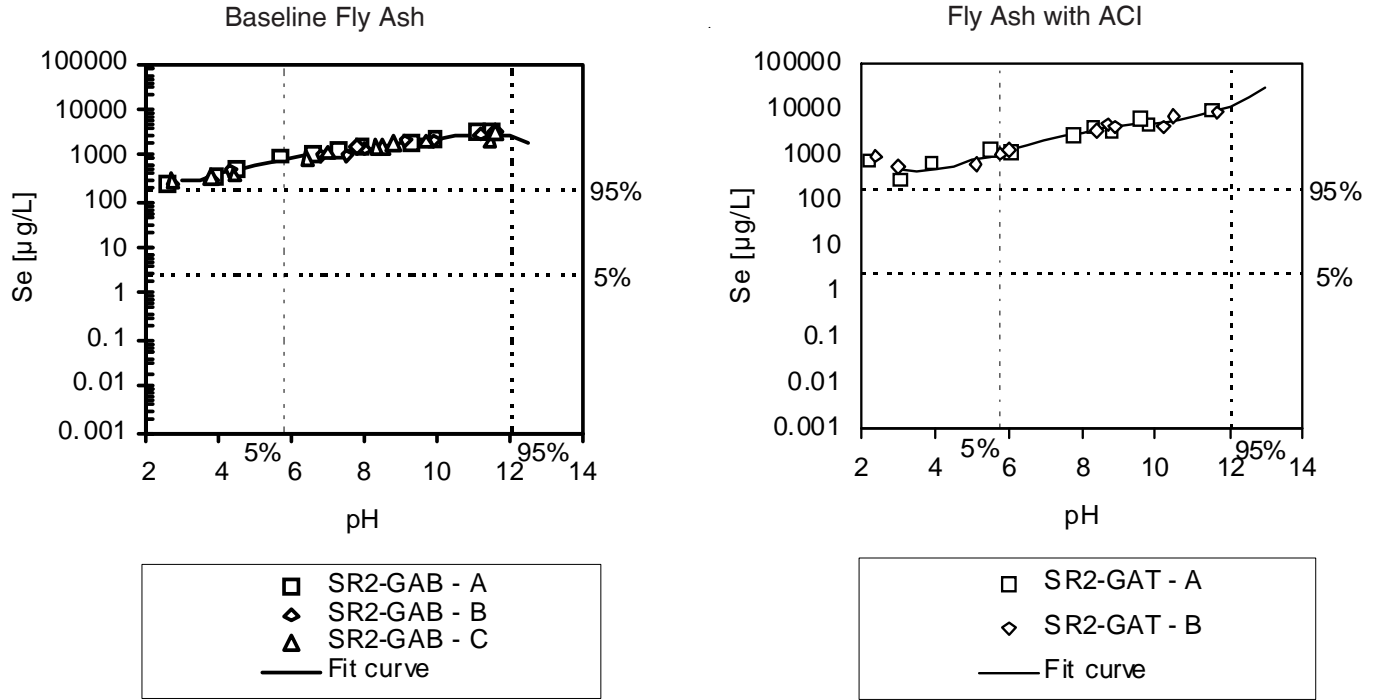 Baseline Fly Ash
100000
10000
1000
100
10
1
0.1
0.01
0.001
Se [µg/L]
95%
5%
5%
95%
2 4 6 8 10 12 14
pH
SR2-GAB - A
SR2-GAB - B
SR2-GAB - C
Fit curve
Fly Ash with ACI
100000
10000
1000
100
10
1
0.1
0.01
0.001
Se [µg/L]
95%
5%
5%
95%
2 4 6 8 10 12 14
pH
SR2-GAT - A
SR2-GAT - B
Fit curve